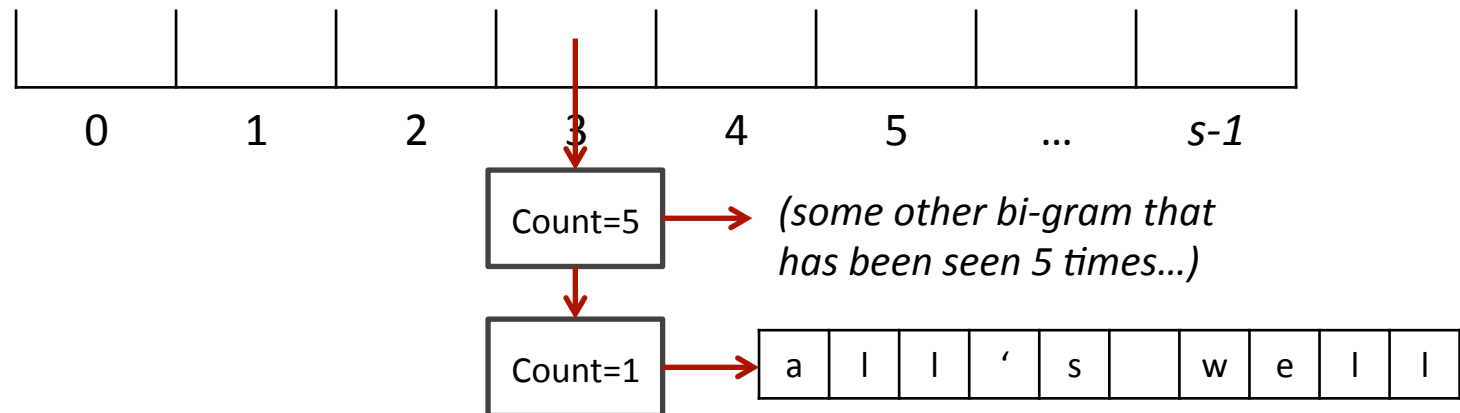 0 1 2 3 4 5 … s-1
Count=5 (some other bi-gram that
has been seen 5 times…)
Count=1 a l l ‘ s w e l l